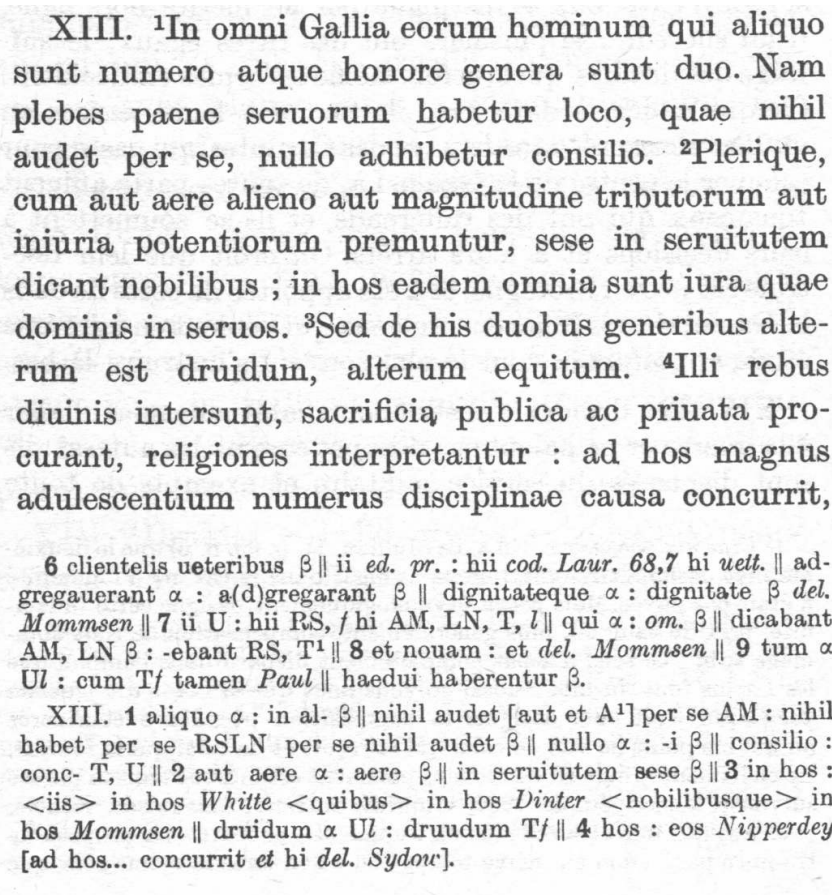 XIII. ¹In omni Gallia eorum hominum qui aliquo
sunt numero atque honore genera sunt duo. Nam
plebes paene seruorum habetur loco, quae nihil
audet per se, nullo adhibetur consilio. ²Plerique,
cum aut aere alieno aut magnitudine tributorum aut
iniuria potentiorum premuntur, sese in seruitutem
dicant nobilibus ; in hos eadem omnia sunt iura quae
dominis in seruos. ³Sed de his duobus generibus alte-
rum est druidum, alterum equitum. ⁴Illi rebus
diuinis intersunt, sacrificia publica ac priuata pro-
curant, religiones interpretantur : ad hos magnus
adulescentium numerus disciplinae causa concurrit,
6 clientelis ueteribus β || ii ed. pr. : hii cod. Laur. 68,7 hi uett. || ad-
gregauerant α : a(d)gregarant β || dignitateque α : dignitate β del.
Mommsen || 7 ii U : hii RS, f hi AM, LN, T, l || qui α : om. β || dicabant
AM, LN β : -ebant RS, T¹ || 8 et nouam : et del. Mommsen || 9 tum α
Ul : cum Tf tamen Paul || haedui haberentur β.
XIII. 1 aliquo α : in al- β || nihil audet [aut et A¹] per se AM : nihil
habet per se RSLN per se nihil audet β || nullo α : -i β || consilio :
conc- T, U || 2 aut aere α : aere β || in seruitutem sese β || 3 in hos :
<iis> in hos Whitte <quibus> in hos Dinter <nobilibusque> in
hos Mommsen || druidum α Ul : druudum Tf || 4 hos : eos Nipperdey
[ad hos... concurrit et hi del. Sydow].